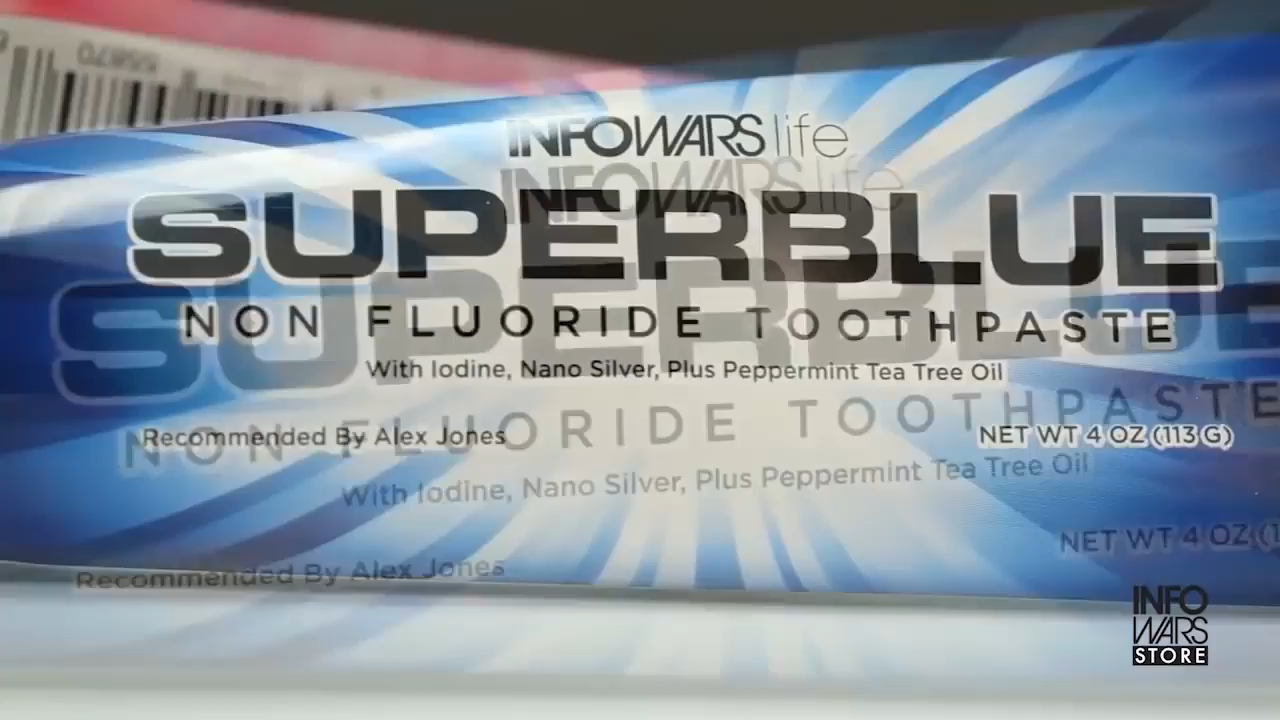 55870
INFOWARS life
INFOWARS life
SUPERBLUE
SUPERBLUE
NON FLUORIDE TOOTHPASTE
With Iodine, Nano Silver, Plus Peppermint Tea Tree Oil
NON FLUORIDE TOOTHPASTE
Recommended By Alex Jones
NET WT 4 OZ (113 G)
With Iodine, Nano Silver, Plus Peppermint Tea Tree Oil
NET WT 4 OZ (1
Recommended By Alex Jones
INFO
WARS
STORE